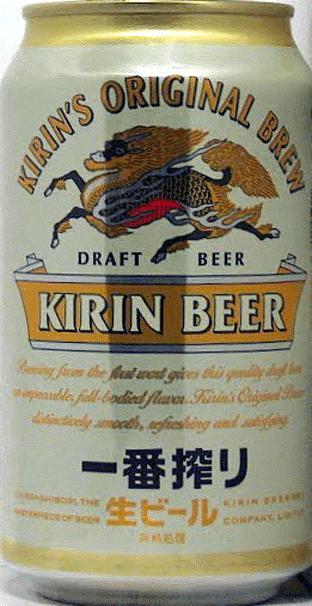 KIRIN'S ORIGINAL BREW
DRAFT BEER
KIRIN BEER
Brewing from the first wort gives this quality draft beer
an impeccable, full-bodied flavor. Kirin's Original Brew
distinctively smooth, refreshing and satisfying.
一番搾り
ICHIBANSHIBORI, THE
MASTERPIECE OF BEER
生ビール
KIRIN BREWERY
COMPANY, LIMITED
非熱処理